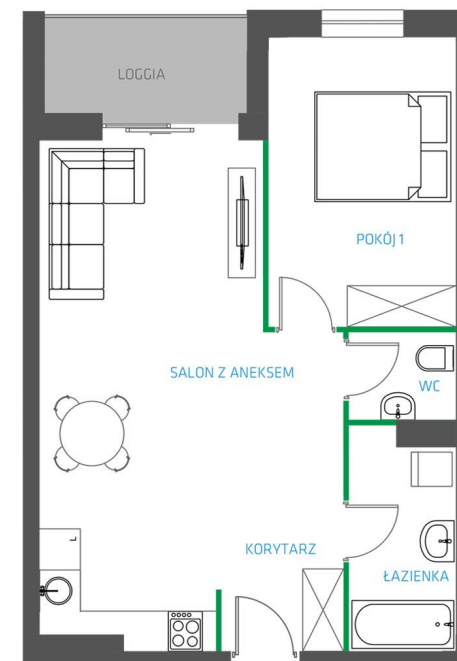 LOGGIA
POKÓJ 1
SALON Z ANEKSEM
WC
KORYTARZ
L
ŁAZIENKA